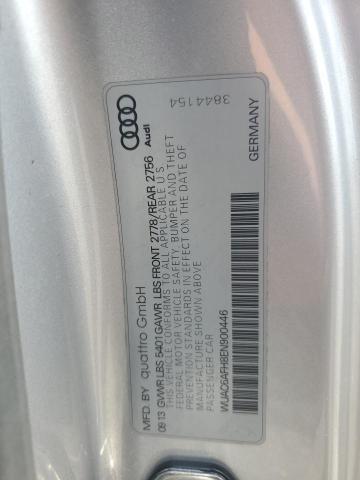 3844154
Audi
MFD. BY quattro GmbH
09 13 GVWR LBS 5401 GAWR LBS FRONT 2778/REAR 2756
THIS VEHICLE CONFORMS TO ALL APPLICABLE U S
FEDERAL MOTOR VEHICLE SAFETY, BUMPER AND THEFT
PREVENTION STANDARDS IN EFFECT ON THE DATE OF
MANUFACTURE SHOWN ABOVE
PASSENGER CAR
WUAC6AFH8EN900446
GERMANY